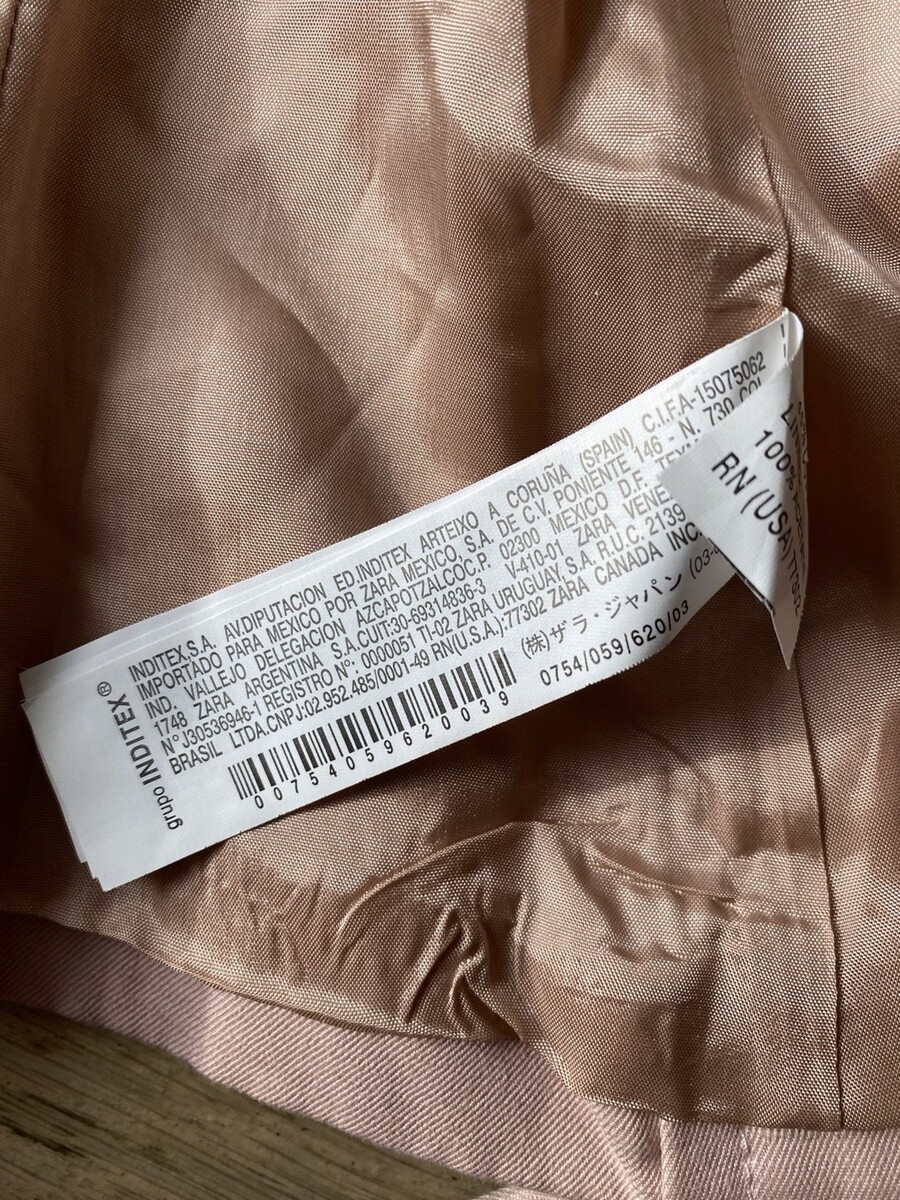 INDITEX,S.A. AV.DIPUTACION ED.INDITEX ARTEIXO A CORUÑA (SPAIN) C.I.F.A-15075062
IMPORTADO PARA MEXICO POR ZARA MEXICO, S.A. DE C.V. PONIENTE 146 - N. 730 COL
IND. VALLEJO DELEGACION AZCAPOTZALCO C.P. 02300 MEXICO D.F.
1748 ZARA ARGENTINA S.A.CUIT:30-69314836-3 V-410-01 ZARA
N° J30536946-1 REGISTRO N°: 0000051 TI-02 ZARA URUGUAY S.A. R.U.C. 2139
BRASIL LTDA.CNPJ:02.952.485/0001-49 RN(U.S.A.):77302 ZARA CANADA INC
(株)ザラ・ジャパン
0754/059/620/03
00754059620039
grupo INDITEX®
100%
RN (USA)